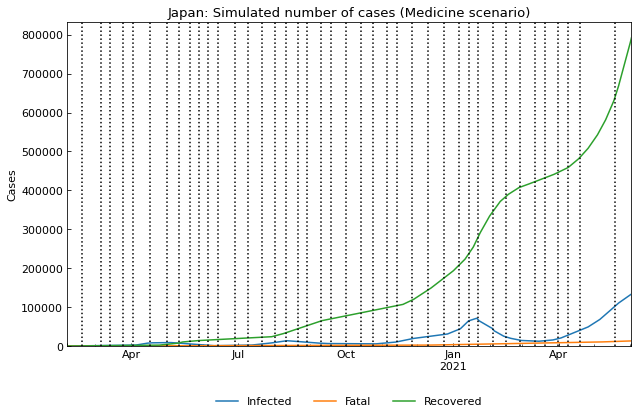 Japan: Simulated number of cases (Medicine scenario)
800000
700000
600000
500000
400000
300000
200000
100000
0
Cases
Apr Jul Oct Jan Apr
2021
Infected Fatal Recovered